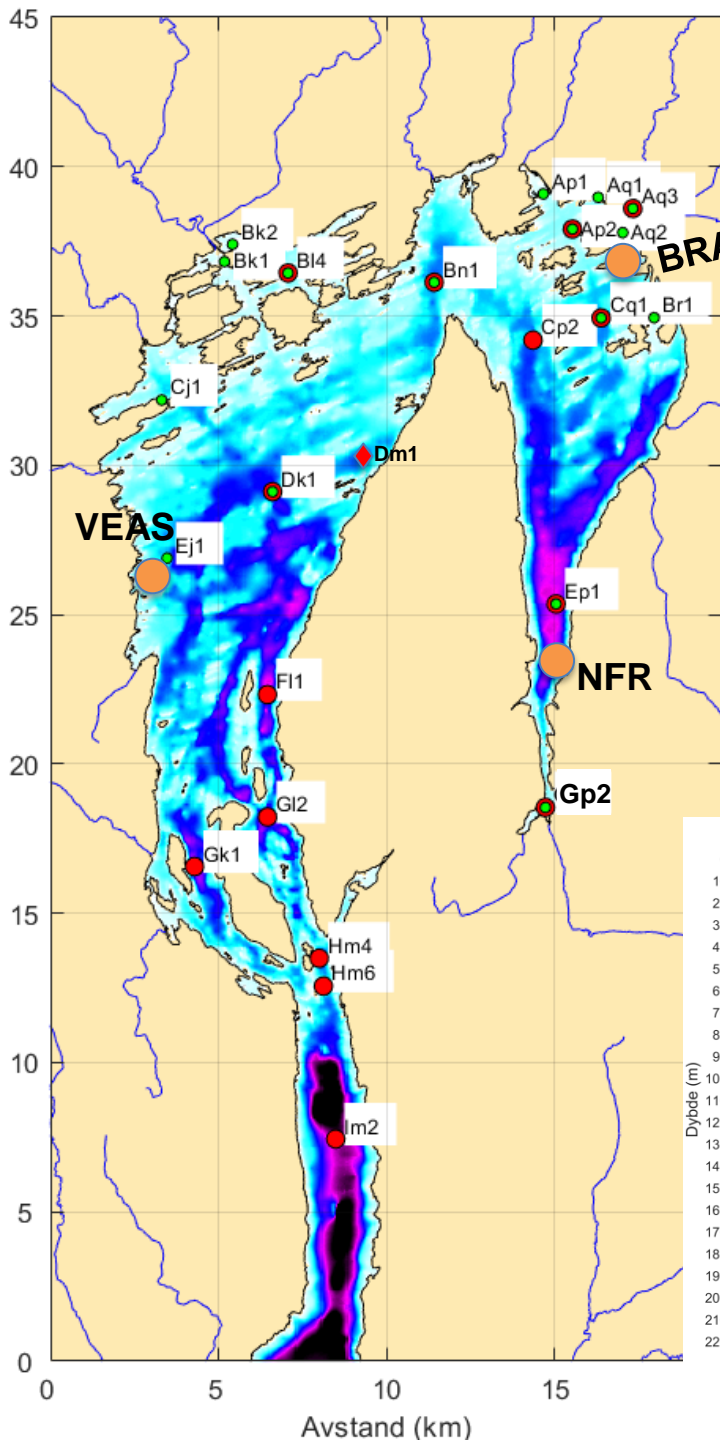 45
40
Ap1
Aq1
Aq3
Bk2
Ap2
Aq2
Bk1
Bl4
BRA
Bn1
35
Cq1
Br1
Cp2
Cj1
30
Dm1
Dk1
VEAS
Ej1
25
Ep1
NFR
Fl1
20
Gl2
Gp2
Gk1
15
Hm4
Hm6
10
Im2
5
0
0
5
10
15
Avstand (km)
Dybde (m)
1
2
3
4
5
6
7
8
9
10
11
12
13
14
15
16
17
18
19
20
21
22